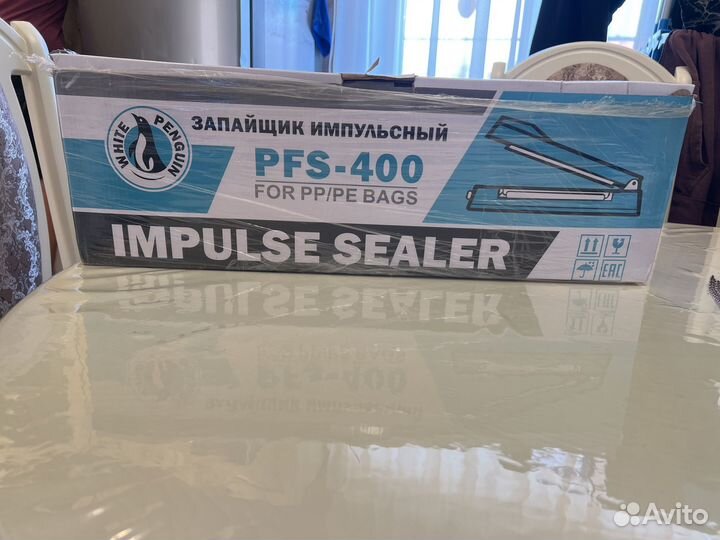 WHITE PENGUIN
ЗАПАЙЩИК ИМПУЛЬСНЫЙ
PFS-400
FOR PP/PE BAGS
IMPULSE SEALER
EAC
Avito